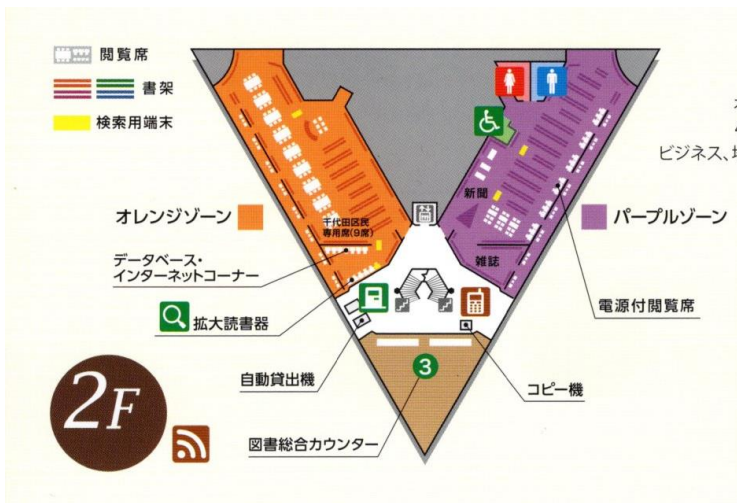 閲覧席
書架
検索用端末
ビジネス、
新聞
オレンジゾーン
千代田区民
専用席(9席)
パープルゾーン
データベース・
インターネットコーナー
雑誌
電源付閲覧席
拡大読書器
自動貸出機
コピー機
3
2F
図書総合カウンター